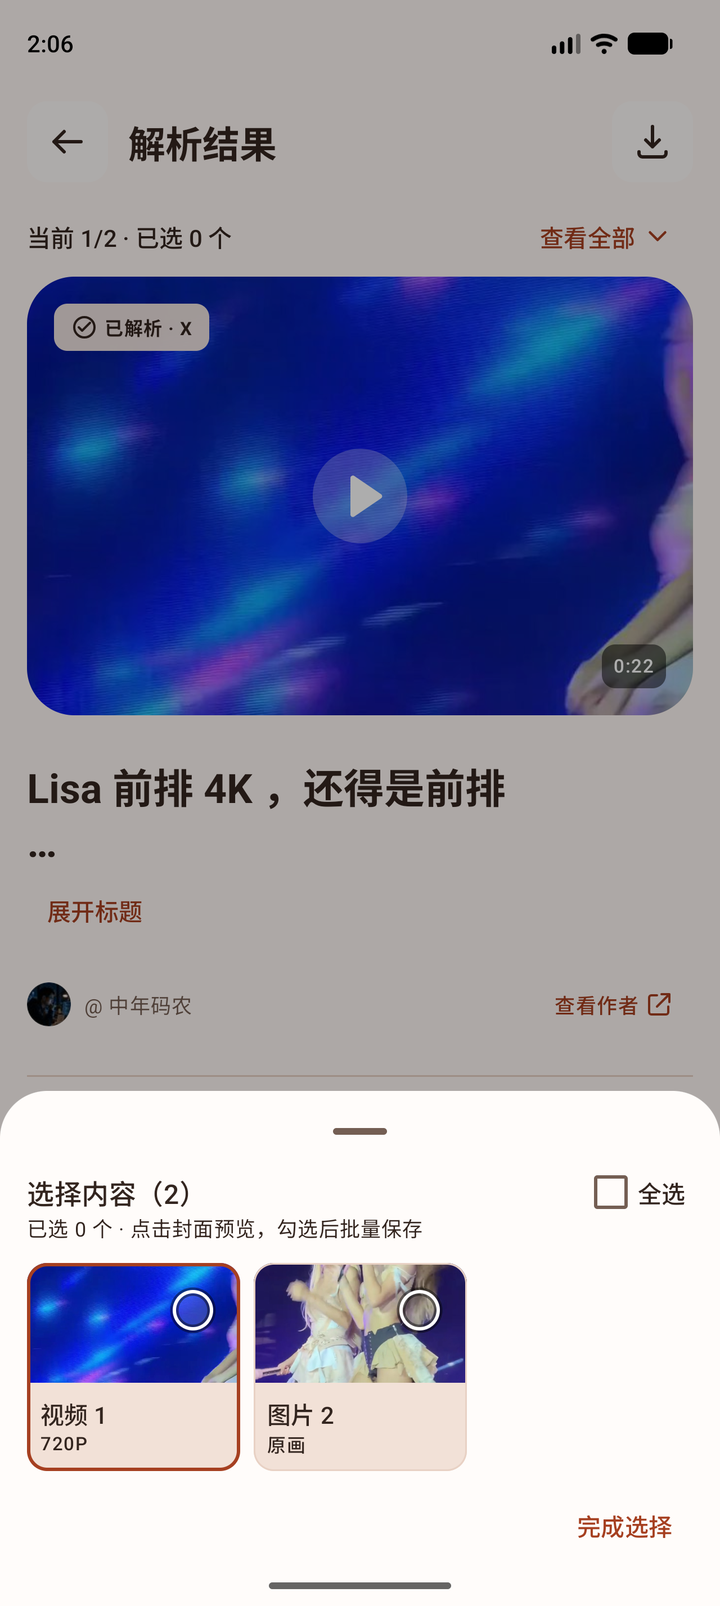 2:06
解析结果
当前 1/2 · 已选 0 个
查看全部
已解析 · X
0:22
Lisa 前排 4K ，还得是前排
...
展开标题
@ 中年码农
查看作者
选择内容（2）
全选
已选 0 个 · 点击封面预览，勾选后批量保存
视频 1
720P
图片 2
原画
完成选择